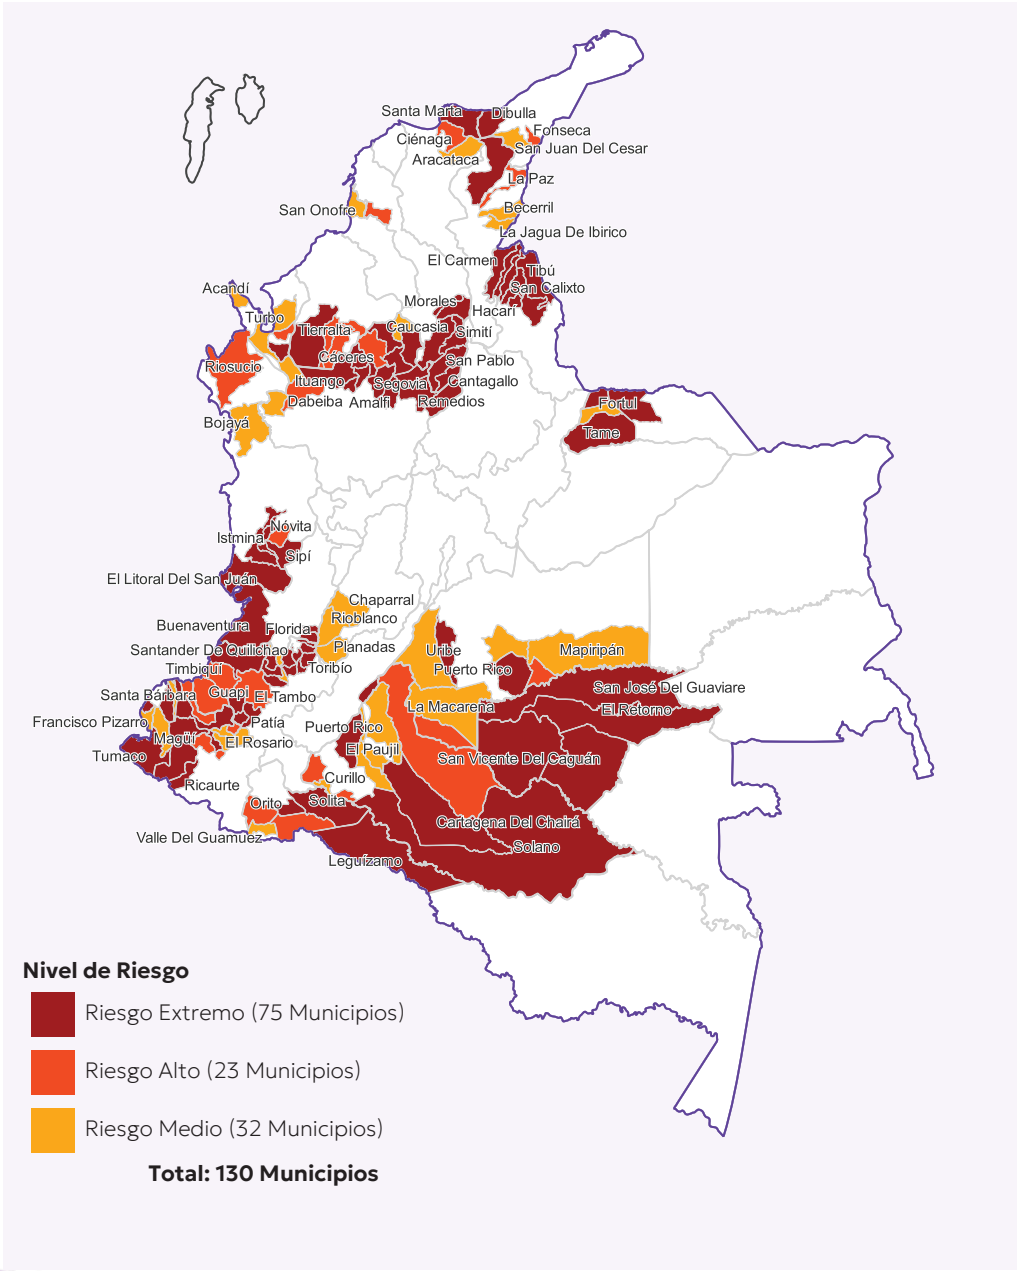 Santa Marta
Dibulla
Ciénaga
Fonseca
San Juan Del Cesar
Aracataca
La Paz
San Onofre
Becerril
La Jagua De Ibirico
El Carmen
Tibú
San Calixto
Acandí
Morales
Hacarí
Turbo
Tierralta
Caucasia
Simití
Cáceres
San Pablo
Riosucio
Ituango
Segovia
Cantagallo
Dabeiba
Amalfi
Remedios
Fortul
Bojayá
Tame
Nóvita
Istmina
Sipí
El Litoral Del San Juán
Chaparral
Rioblanco
Buenaventura
Florida
Santander De Quilichao
Planadas
Uribe
Mapiripán
Timbiquí
Toribío
Puerto Rico
Santa Bárbara
Guapi
El Tambo
San José Del Guaviare
La Macarena
El Retorno
Francisco Pizarro
Patía
Puerto Rico
Magüí
El Rosario
El Paujil
Tumaco
San Vicente Del Caguán
Ricaurte
Curillo
Orito
Solita
Cartagena Del Chairá
Valle Del Guamuez
Solano
Leguízamo
Nivel de Riesgo
Riesgo Extremo (75 Municipios)
Riesgo Alto (23 Municipios)
Riesgo Medio (32 Municipios)
Total: 130 Municipios